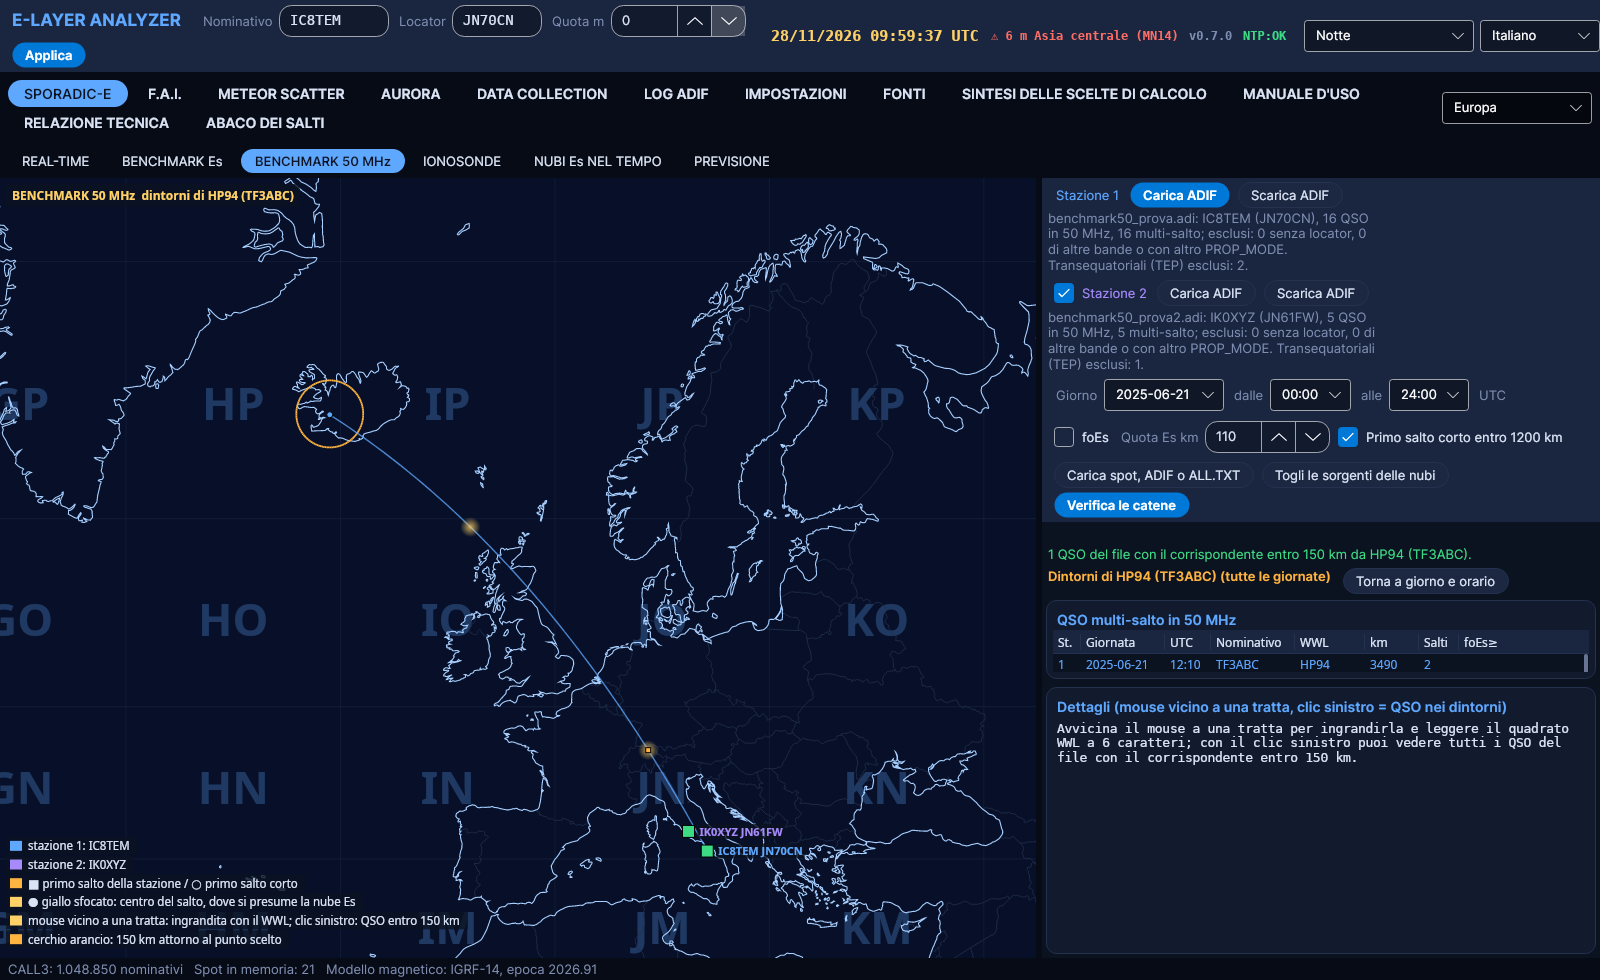 E-LAYER ANALYZER Nominativo IC8TEM Locator JN70CN Quota m 0
Applica
28/11/2026 09:59:37 UTC ⚠ 6 m Asia centrale (MN14) v0.7.0 NTP:OK Notte Italiano
SPORADIC-E F.A.I. METEOR SCATTER AURORA DATA COLLECTION LOG ADIF IMPOSTAZIONI FONTI SINTESI DELLE SCELTE DI CALCOLO MANUALE D'USO
RELAZIONE TECNICA ABACO DEI SALTI
Europa
REAL-TIME BENCHMARK Es BENCHMARK 50 MHz IONOSONDE NUBI Es NEL TEMPO PREVISIONE
BENCHMARK 50 MHz dintorni di HP94 (TF3ABC)
GP HP IP JP KP
GO HO IO JO KO
GN HN IN JN KN
IM JM KM
IK0XYZ JN61FW
IC8TEM JN70CN
stazione 1: IC8TEM
stazione 2: IK0XYZ
■ primo salto della stazione / ○ primo salto corto
● giallo sfocato: centro del salto, dove si presume la nube Es
mouse vicino a una tratta: ingrandita con il WWL; clic sinistro: QSO entro 150 km
cerchio arancio: 150 km attorno al punto scelto
Stazione 1 Carica ADIF Scarica ADIF
benchmark50_prova.adi: IC8TEM (JN70CN), 16 QSO
in 50 MHz, 16 multi-salto; esclusi: 0 senza locator, 0
di altre bande o con altro PROP_MODE.
Transequatoriali (TEP) esclusi: 2.
Stazione 2 Carica ADIF Scarica ADIF
benchmark50_prova2.adi: IK0XYZ (JN61FW), 5 QSO
in 50 MHz, 5 multi-salto; esclusi: 0 senza locator, 0 di
altre bande o con altro PROP_MODE. Transequatoriali
(TEP) esclusi: 1.
Giorno 2025-06-21 dalle 00:00 alle 24:00 UTC
foEs Quota Es km 110 Primo salto corto entro 1200 km
Carica spot, ADIF o ALL.TXT Togli le sorgenti delle nubi
Verifica le catene
1 QSO del file con il corrispondente entro 150 km da HP94 (TF3ABC).
Dintorni di HP94 (TF3ABC) (tutte le giornate) Torna a giorno e orario
QSO multi-salto in 50 MHz
St. Giornata UTC Nominativo WWL km Salti foEs≥
1 2025-06-21 12:10 TF3ABC HP94 3490 2
Dettagli (mouse vicino a una tratta, clic sinistro = QSO nei dintorni)
Avvicina il mouse a una tratta per ingrandirla e leggere il quadrato
WWL a 6 caratteri; con il clic sinistro puoi vedere tutti i QSO del
file con il corrispondente entro 150 km.
CALL3: 1.048.850 nominativi Spot in memoria: 21 Modello magnetico: IGRF-14, epoca 2026.91